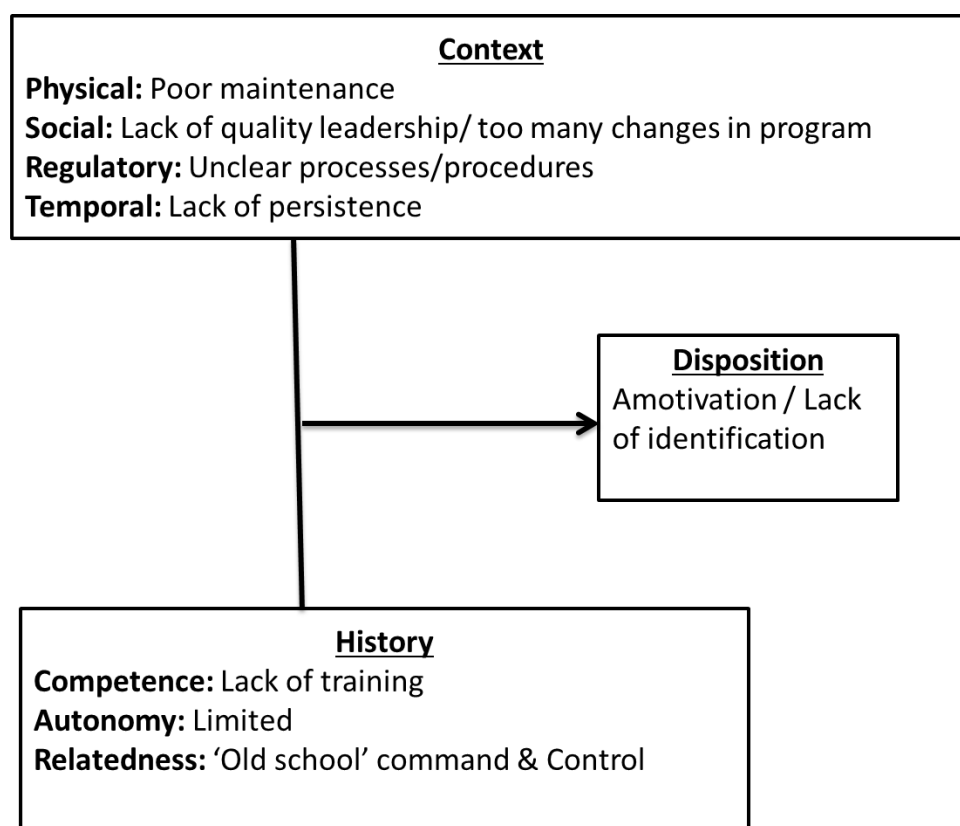 Context
Physical: Poor maintenance
Social: Lack of quality leadership/ too many changes in program
Regulatory: Unclear processes/procedures
Temporal: Lack of persistence
Disposition
Amotivation / Lack
of identification
History
Competence: Lack of training
Autonomy: Limited
Relatedness: ‘Old school’ command & Control